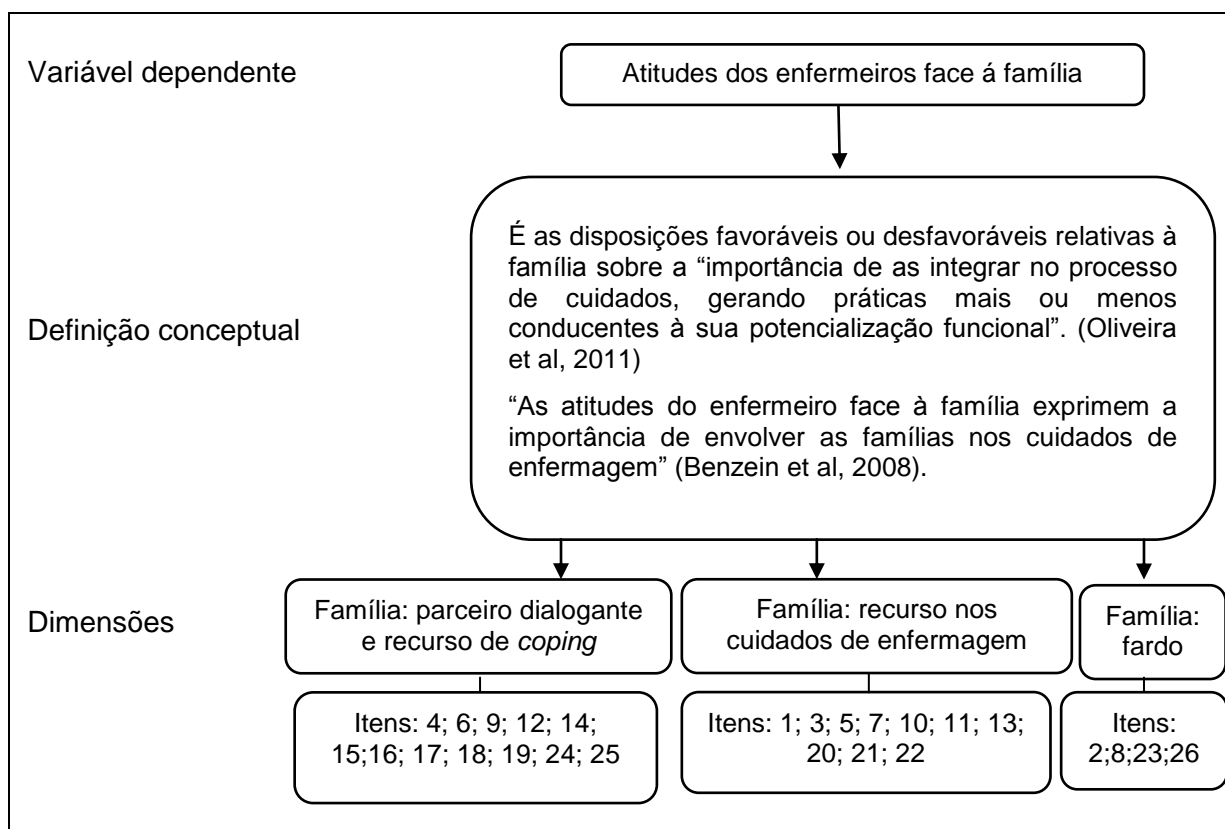 Variável dependente
Atitudes dos enfermeiros face á família
Definição conceptual
É as disposições favoráveis ou desfavoráveis relativas à
família sobre a “importância de as integrar no processo
de cuidados, gerando práticas mais ou menos
conducentes à sua potencialização funcional”. (Oliveira
et al, 2011)
“As atitudes do enfermeiro face à família exprimem a
importância de envolver as famílias nos cuidados de
enfermagem” (Benzein et al, 2008).
Dimensões
Família: parceiro dialogante
e recurso de coping
Família: recurso nos
cuidados de enfermagem
Família:
fardo
Itens: 4; 6; 9; 12; 14;
15;16; 17; 18; 19; 24; 25
Itens: 1; 3; 5; 7; 10; 11; 13;
20; 21; 22
Itens:
2;8;23;26